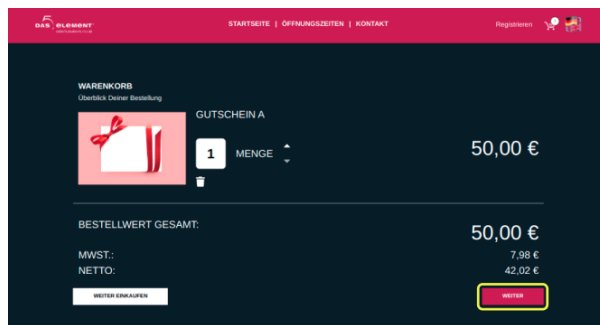 DAS 5 element
STARTSEITE | ÖFFNUNGSZEITEN | KONTAKT
Registrieren
WARENKORB
Überblick Deiner Bestellung
GUTSCHEIN A
1 MENGE
50,00 €
BESTELLWERT GESAMT:
50,00 €
MWST.:
7,98 €
NETTO:
42,02 €
WEITER EINKAUFEN
WEITER